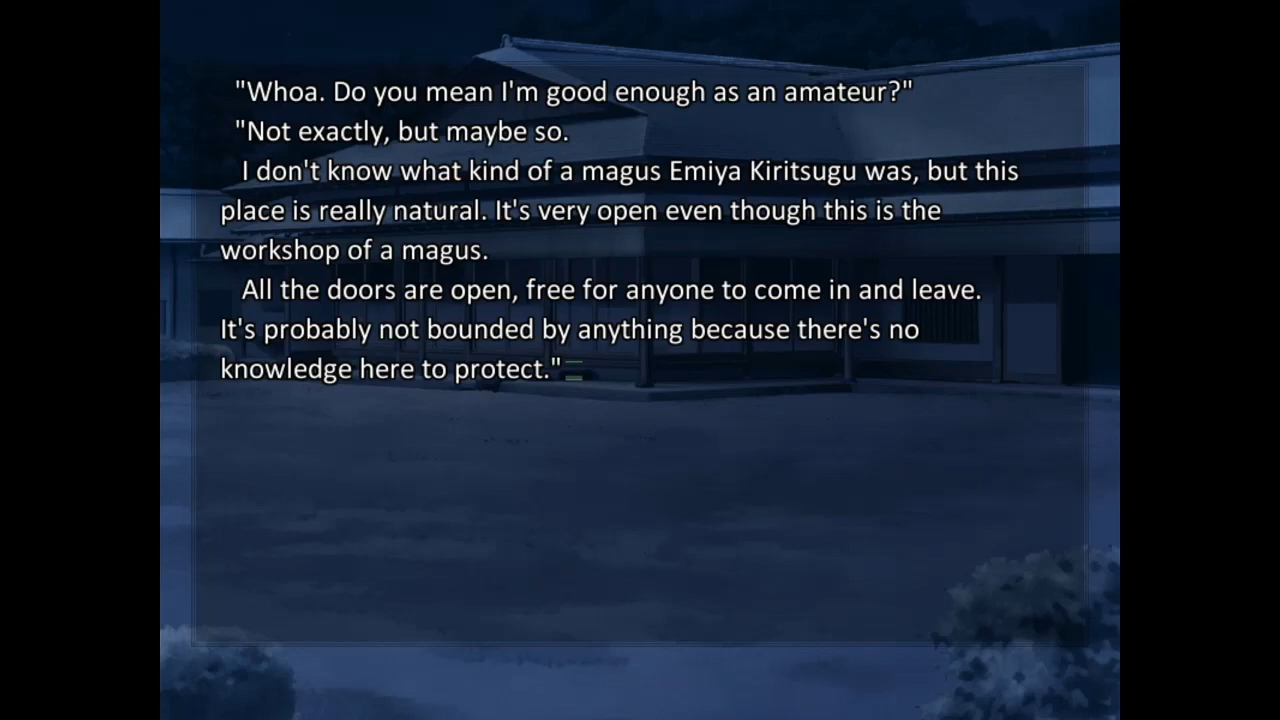 "Whoa. Do you mean I'm good enough as an amateur?"
"Not exactly, but maybe so.
I don't know what kind of a magus Emiya Kiritsugu was, but this
place is really natural. It's very open even though this is the
workshop of a magus.
All the doors are open, free for anyone to come in and leave.
It's probably not bounded by anything because there's no
knowledge here to protect."